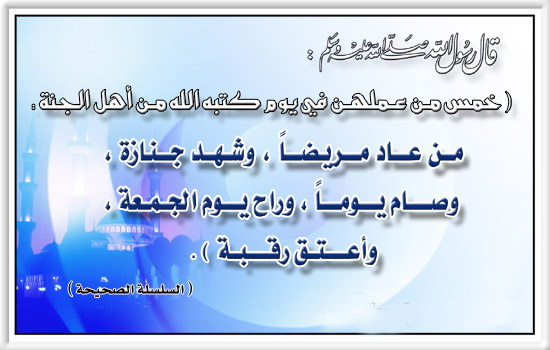 قال رسول الله صلى الله عليه وسلم :
( خمس من عملهن في يوم كتبه الله من أهل الجنة :
من عاد مريضاً ، وشهد جنازة ،
وصام يوماً ، وراح يوم الجمعة ،
وأعتق رقبة ) .
( السلسلة الصحيحة )